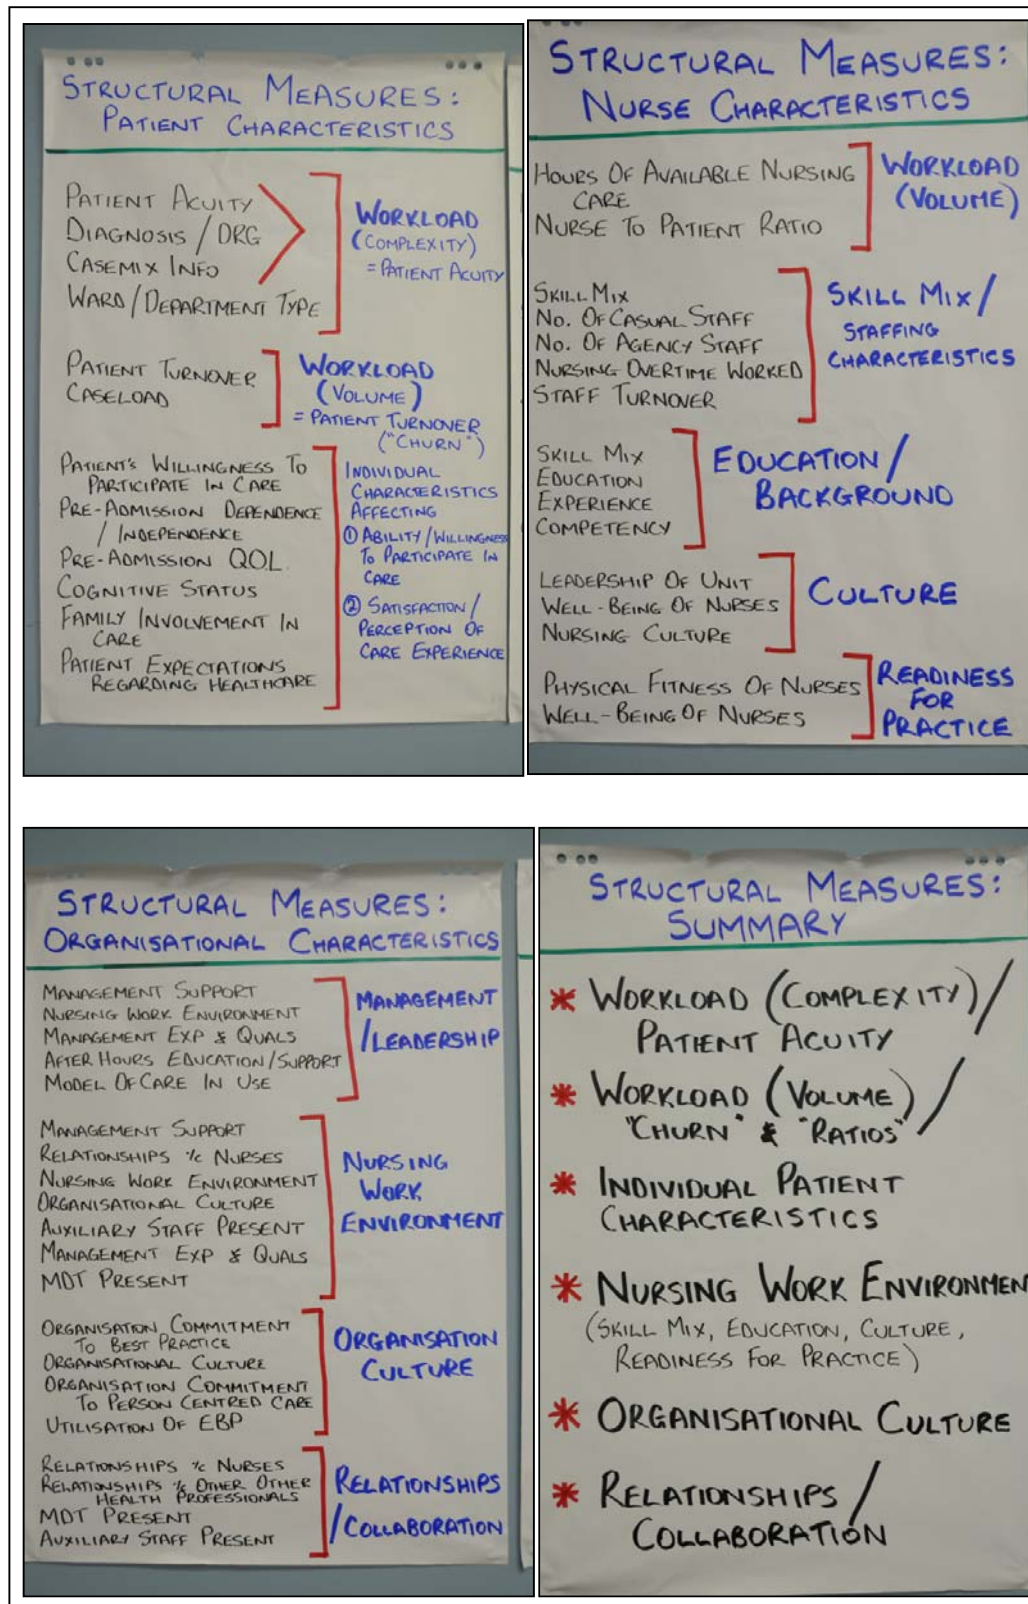 STRUCTURAL MEASURES:
PATIENT CHARACTERISTICS
PATIENT ACUITY
DIAGNOSIS / DRG
CASEMIX INFO
WARD / DEPARTMENT TYPE
WORKLOAD
(COMPLEXITY)
= PATIENT ACUITY
PATIENT TURNOVER
CASELOAD
WORKLOAD
(VOLUME)
= PATIENT TURNOVER
("CHURN")
PATIENT'S WILLINGNESS TO
PARTICIPATE IN CARE
PRE-ADMISSION DEPENDENCE
/ INDEPENDENCE
PRE-ADMISSION QOL
COGNITIVE STATUS
FAMILY INVOLVEMENT IN
CARE
PATIENT EXPECTATIONS
REGARDING HEALTHCARE
INDIVIDUAL
CHARACTERISTICS
AFFECTING
① ABILITY/WILLINGNESS
TO PARTICIPATE IN
CARE
② SATISFACTION /
PERCEPTION OF
CARE EXPERIENCE
STRUCTURAL MEASURES:
NURSE CHARACTERISTICS
HOURS OF AVAILABLE NURSING
CARE
NURSE TO PATIENT RATIO
WORKLOAD
(VOLUME)
SKILL MIX
NO. OF CASUAL STAFF
NO. OF AGENCY STAFF
NURSING OVERTIME WORKED
STAFF TURNOVER
SKILL MIX /
STAFFING
CHARACTERISTICS
SKILL MIX
EDUCATION
EXPERIENCE
COMPETENCY
EDUCATION /
BACKGROUND
LEADERSHIP OF UNIT
WELL-BEING OF NURSES
NURSING CULTURE
CULTURE
PHYSICAL FITNESS OF NURSES
WELL-BEING OF NURSES
READINESS
FOR
PRACTICE
STRUCTURAL MEASURES:
ORGANISATIONAL CHARACTERISTICS
MANAGEMENT SUPPORT
NURSING WORK ENVIRONMENT
MANAGEMENT EXP & QUALS
AFTER HOURS EDUCATION/SUPPORT
MODEL OF CARE IN USE
MANAGEMENT
/LEADERSHIP
MANAGEMENT SUPPORT
RELATIONSHIPS %c NURSES
NURSING WORK ENVIRONMENT
ORGANISATIONAL CULTURE
AUXILIARY STAFF PRESENT
MANAGEMENT EXP & QUALS
MDT PRESENT
NURSING
WORK
ENVIRONMENT
ORGANISATION COMMITMENT
TO BEST PRACTICE
ORGANISATIONAL CULTURE
ORGANISATION COMMITMENT
TO PERSON CENTRED CARE
UTILISATION OF EBP
ORGANISATION
CULTURE
RELATIONSHIPS %c NURSES
RELATIONSHIPS %c OTHER OTHER
HEALTH PROFESSIONALS
MDT PRESENT
AUXILIARY STAFF PRESENT
RELATIONSHIPS
/COLLABORATION
STRUCTURAL MEASURES:
SUMMARY
* WORKLOAD (COMPLEXITY) /
PATIENT ACUITY
* WORKLOAD (VOLUME) /
"CHURN" & "RATIOS"
* INDIVIDUAL PATIENT
CHARACTERISTICS
* NURSING WORK ENVIRONMEN
(SKILL MIX, EDUCATION, CULTURE,
READINESS FOR PRACTICE)
* ORGANISATIONAL CULTURE
* RELATIONSHIPS /
COLLABORATION